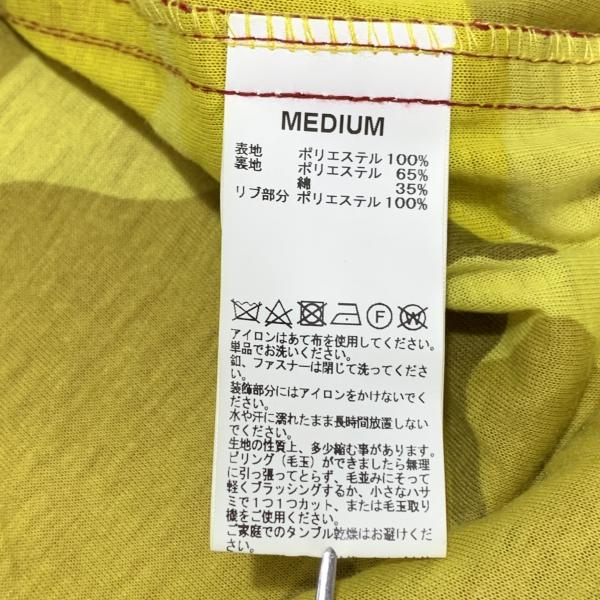 MEDIUM
表地 ポリエステル 100%
裏地 ポリエステル 65%
綿 35%
リブ部分 ポリエステル 100%
F W
アイロンはあて布を使用してください。
単品でお洗いください。
釦、ファスナーは閉じて洗ってくださ
い。
装飾部分にはアイロンをかけないでく
ださい。
水や汗に濡れたまま長時間放置しない
でください。
生地の性質上、多少縮む事があります。
ピリング（毛玉）ができましたら無理
に引っ張ってとらず、毛並みにそって
軽くブラッシングするか、小さなハサ
ミで１つ１つカット、または毛玉取り
機をご使用ください。
ご家庭でのタンブル乾燥はお避けくだ
さい。